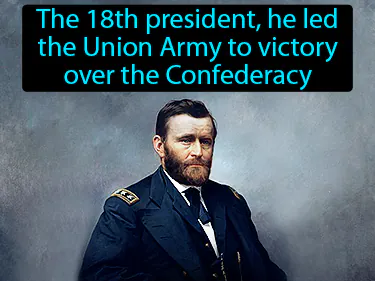 The 18th president, he led
the Union Army to victory
over the Confederacy